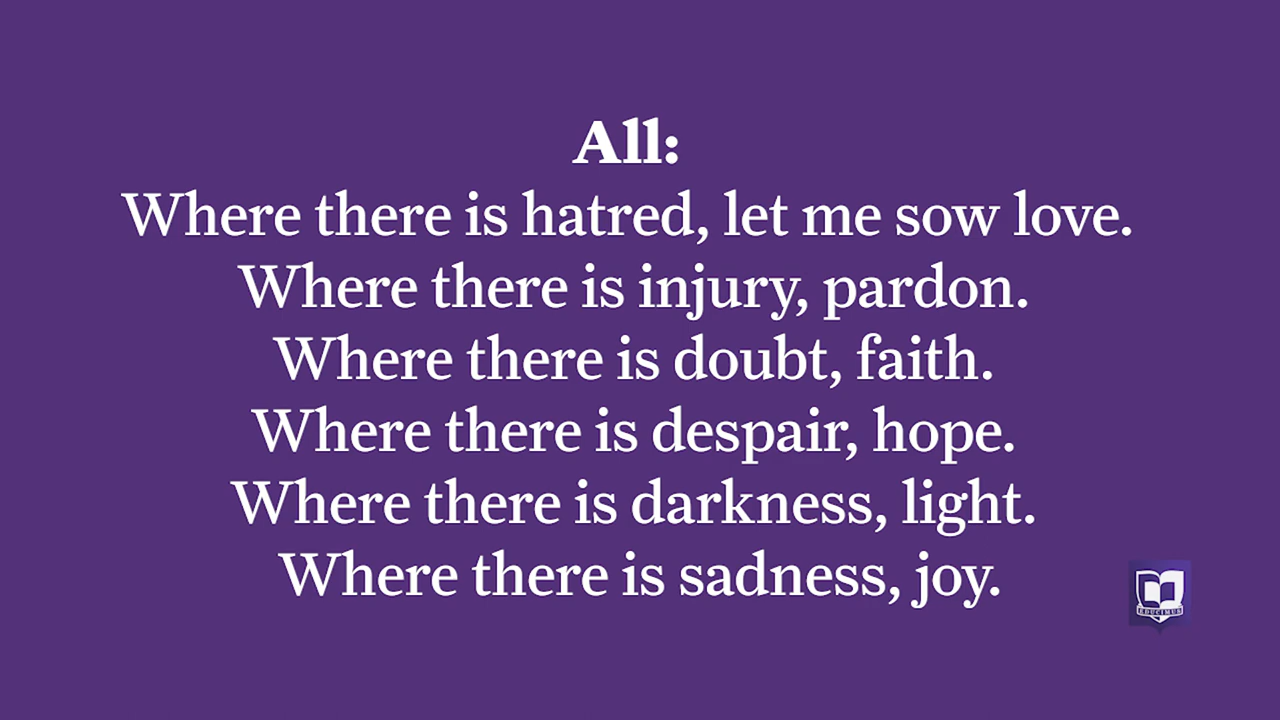 All:
Where there is hatred, let me sow love.
Where there is injury, pardon.
Where there is doubt, faith.
Where there is despair, hope.
Where there is darkness, light.
Where there is sadness, joy.
EDUCIMUS